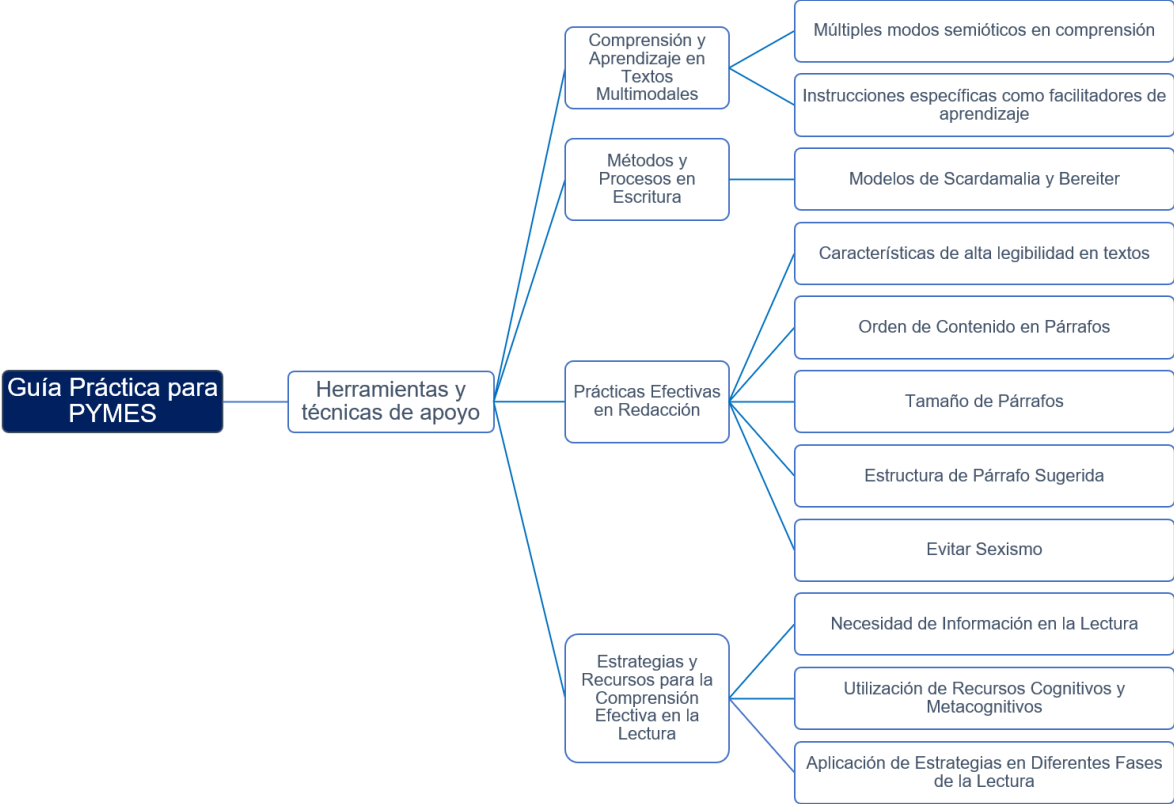 Guía Práctica para
PYMES
Herramientas y
técnicas de apoyo
Comprensión y
Aprendizaje en
Textos
Multimodales
Múltiples modos semióticos en comprensión
Instrucciones específicas como facilitadores de
aprendizaje
Métodos y
Procesos en
Escritura
Modelos de Scardamalia y Bereiter
Prácticas Efectivas
en Redacción
Características de alta legibilidad en textos
Orden de Contenido en Párrafos
Tamaño de Párrafos
Estructura de Párrafo Sugerida
Evitar Sexismo
Estrategias y
Recursos para la
Comprensión
Efectiva en la
Lectura
Necesidad de Información en la Lectura
Utilización de Recursos Cognitivos y
Metacognitivos
Aplicación de Estrategias en Diferentes Fases
de la Lectura